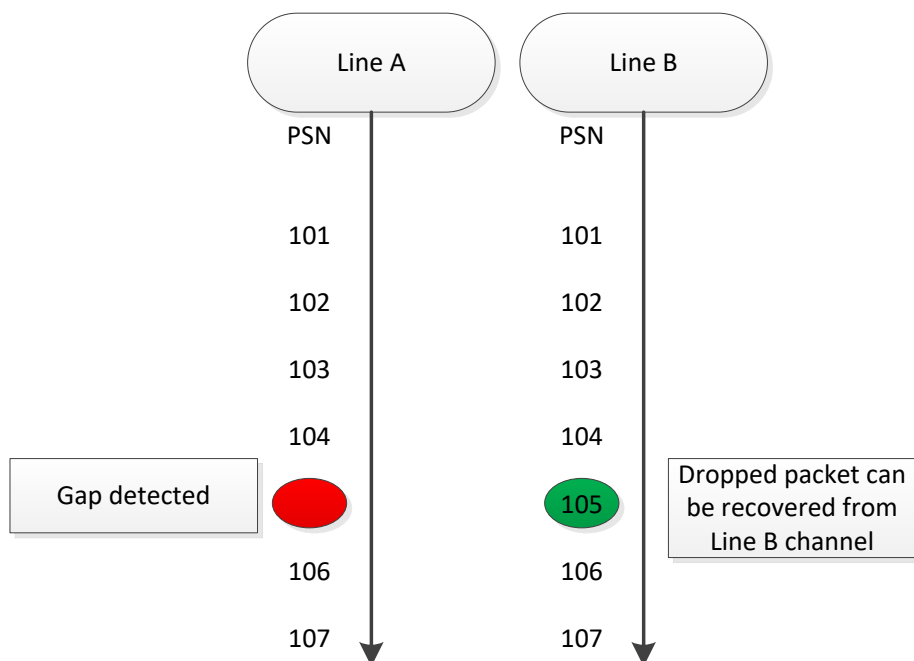 Line A
Line B
PSN
PSN
101
101
102
102
103
103
104
104
Gap detected
105
Dropped packet can
be recovered from
Line B channel
106
106
107
107